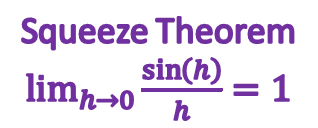 Squeeze Theorem
lim_{h→0} sin(h)/h = 1